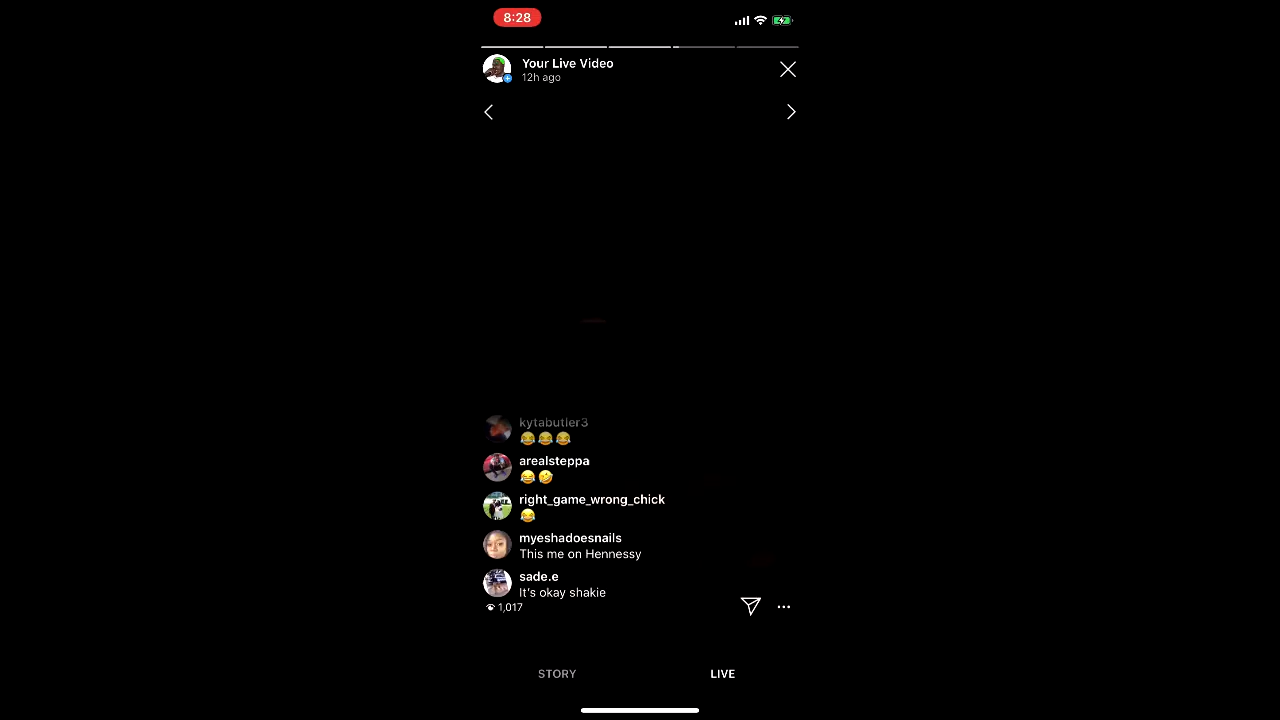 8:28
Your Live Video
12h ago
kytabutler3
😂😂😂
arealsteppa
😂🤣
right_game_wrong_chick
😂
myeshadoesnails
This me on Hennessy
sade.e
It's okay shakie
1,017
STORY LIVE